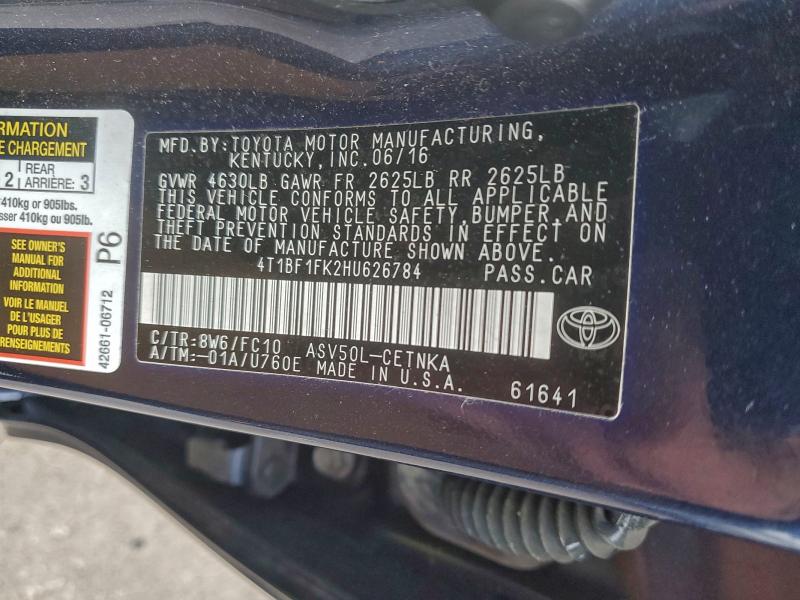 RMATION
E CHARGEMENT
2 REAR ARRIÈRE: 3
410kg or 905lbs.
ser 410kg ou 905lb.
SEE OWNER'S
MANUAL FOR
ADDITIONAL
INFORMATION
VOIR LE MANUEL
DE L'USAGER
POUR PLUS DE
RENSEIGNEMENTS
P6
42661-06712
MFD. BY: TOYOTA MOTOR MANUFACTURING,
KENTUCKY, INC. 06/16
GVWR 4630LB GAWR FR 2625LB RR 2625LB
THIS VEHICLE CONFORMS TO ALL APPLICABLE
FEDERAL MOTOR VEHICLE SAFETY, BUMPER, AND
THEFT PREVENTION STANDARDS IN EFFECT ON
THE DATE OF MANUFACTURE SHOWN ABOVE.
4T1BF1FK2HU626784 PASS. CAR
C/TR: 8W6/FC10 ASV50L-CETNKA
A/TM: -01A/U760E MADE IN U.S.A.
61641